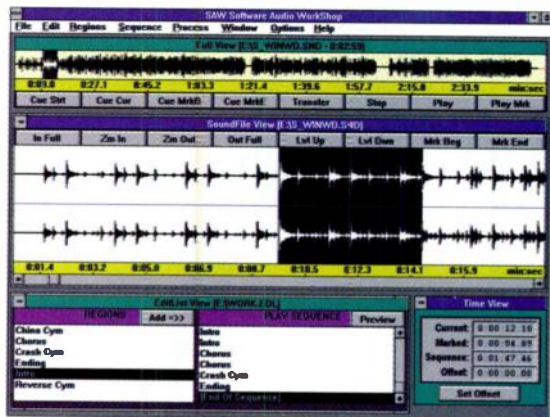 SAW Software Audio WorkShop
File Edit Regions Sequence Process Window Options Help
Full View [E:\S_WINWD.SND - 0:02:59]
0:09.0 0:27.1 0:45.2 1:03.3 1:21.4 1:39.6 1:57.7 2:15.8 2:33.9 min:sec
Cue Strt Cue Cur Cue MrkB Cue MrkE Transfer Stop Play Play Mrk
SoundFile View [E:\S_WINWD.S4D]
In Full Zm In Zm Out Out Full Lvl Up Lvl Dwn Mrk Beg Mrk End
0:01.4 0:03.2 0:05.0 0:06.9 0:08.7 0:10.5 0:12.3 0:14.1 0:15.9 min:sec
EditList View [E:\WORK2.DL]
REGIONS Add =>>
China Cym
Chorus
Crash Cym
Ending
Intro
Reverse Cym
PLAY SEQUENCE Preview
Intro
Intro
Chorus
Chorus
Crash Cym
Ending
[End Of Sequence]
Time View
Current: 0 00 12 10
Marked: 0 00 04 09
Sequence: 0 01 47 46
Offset: 0 00 00 00
Set Offset